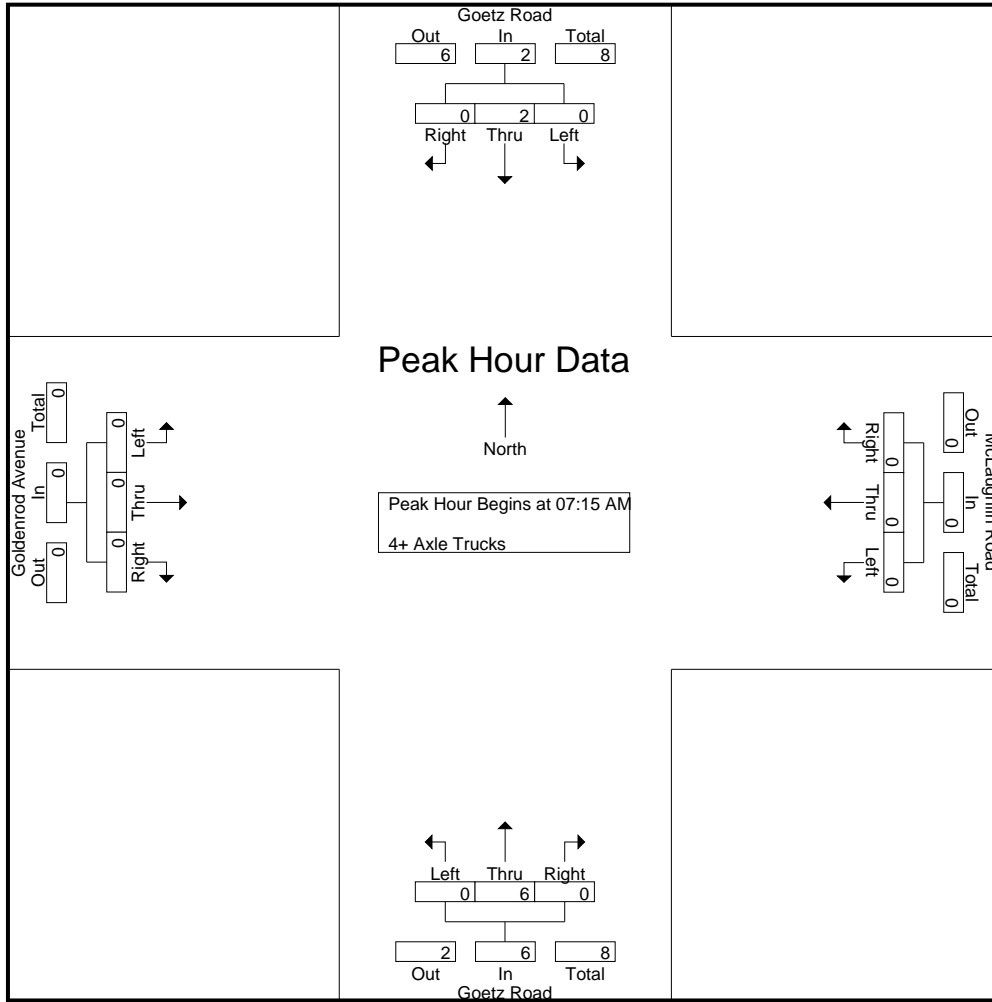 Goetz Road
Out In Total
6 2 8
0 2 0
Right Thru Left
Peak Hour Data
North
Peak Hour Begins at 07:15 AM
4+ Axle Trucks
Goldenrod Avenue
Out In Total
0 0 0
0 0 0
Right Thru Left
McLaughlin Road
Out In Total
0 0 0
0 0 0
Right Thru Left
Left Thru Right
0 6 0
2 6 8
Out In Total
Goetz Road